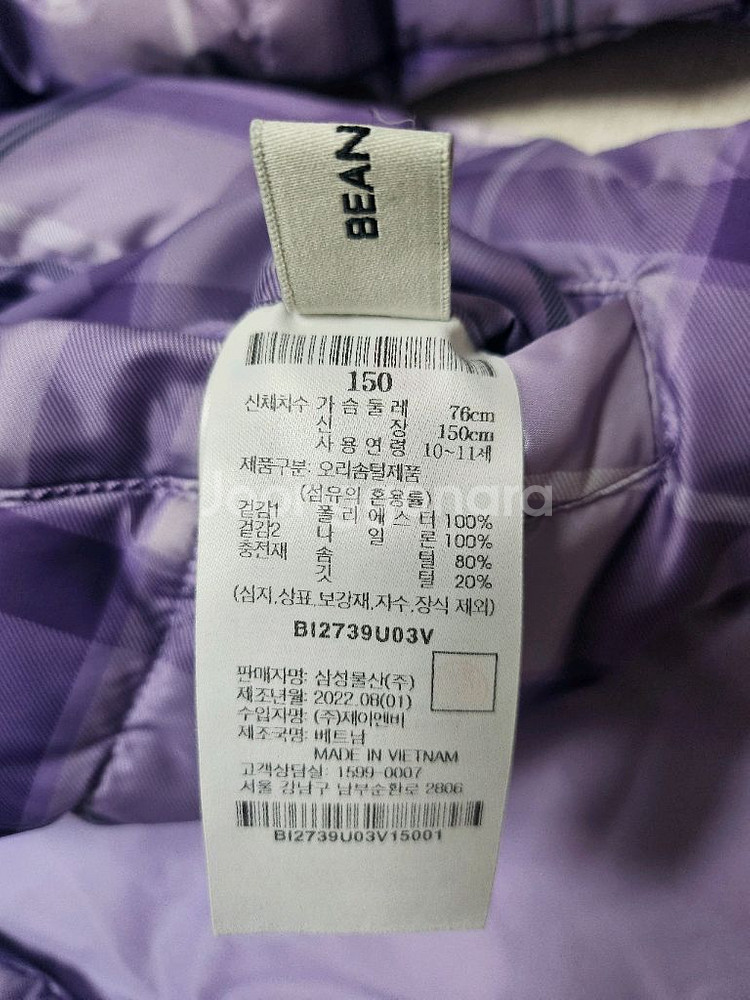 BEAN
150
신체치수 가 슴 둘 레 76cm
신 장 150cm
사 용 연 령 10~11세
제품구분: 오리솜털제품
(섬유의 혼용률)
겉감1 폴 리 에 스 터 100%
겉감2 나 일 론 100%
충전재 솜 털 80%
깃 털 20%
(심지,상표,보강재,자수,장식 제외)
BI2739U03V
판매자명: 삼성물산(주)
제조년월: 2022.08(01)
수입자명: (주)제이엔비
제조국명: 베트남
MADE IN VIETNAM
고객상담실: 1599-0007
서울 강남구 남부순환로 2806
BI2739U03V15001